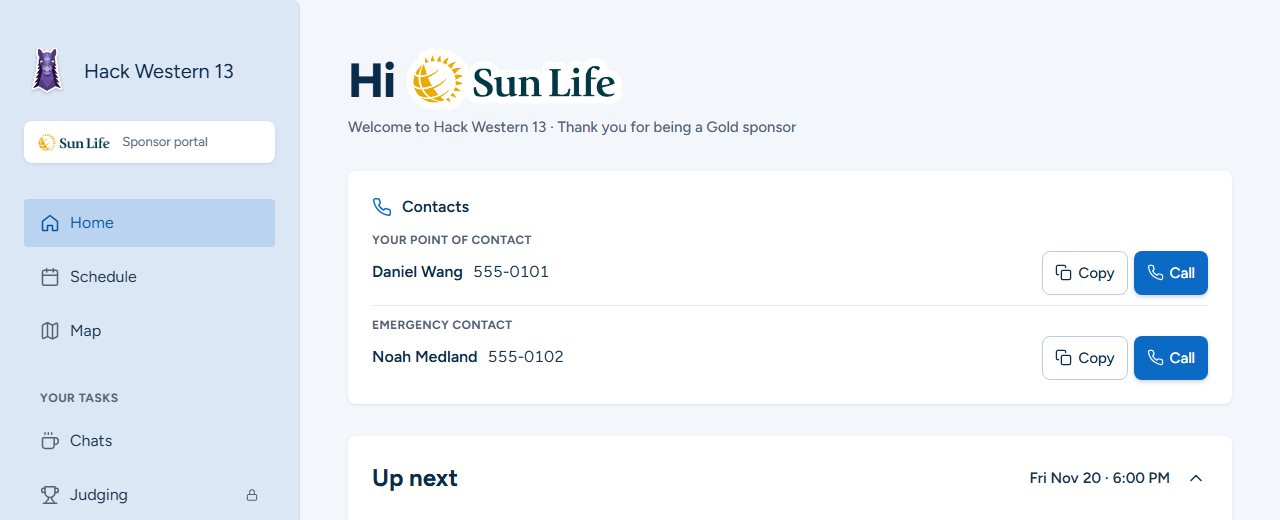 Hack Western 13
Sun Life Sponsor portal
Home
Schedule
Map
YOUR TASKS
Chats
Judging
Hi Sun Life
Welcome to Hack Western 13 · Thank you for being a Gold sponsor
Contacts
YOUR POINT OF CONTACT
Daniel Wang 555-0101
Copy Call
EMERGENCY CONTACT
Noah Medland 555-0102
Copy Call
Up next
Fri Nov 20 · 6:00 PM